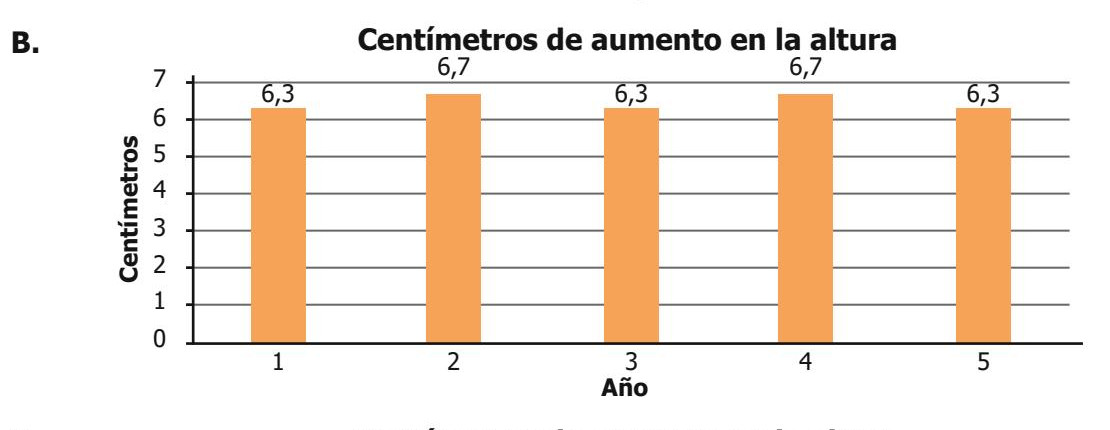 B.
Centímetros de aumento en la altura
Centímetros
7
6
5
4
3
2
1
0
6,3
6,7
6,3
6,7
6,3
1 2 3 4 5
Año